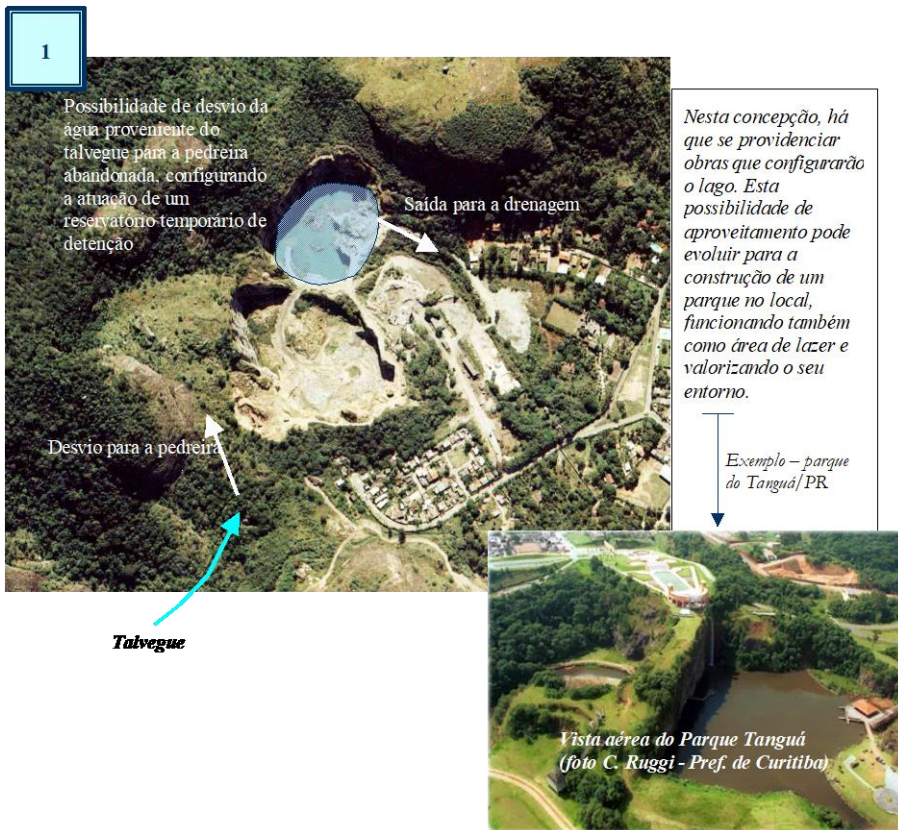 1
Possibilidade de desvio da
água proveniente do
talvegue para a pedreira
abandonada, configurando
a atuação de um
reservatório temporário de
detenção
Saída para a drenagem
Desvio para a pedreira
Talvegue
Nesta concepção, há
que se providenciar
obras que configurarão
o lago. Esta
possibilidade de
aproveitamento pode
evoluir para a
construção de um
parque no local,
funcionando também
como área de lazer e
valorizando o seu
entorno.
Exemplo – parque
do Tanguá/PR
Vista aérea do Parque Tanguá
(foto C. Ruggi - Pref. de Curitiba)